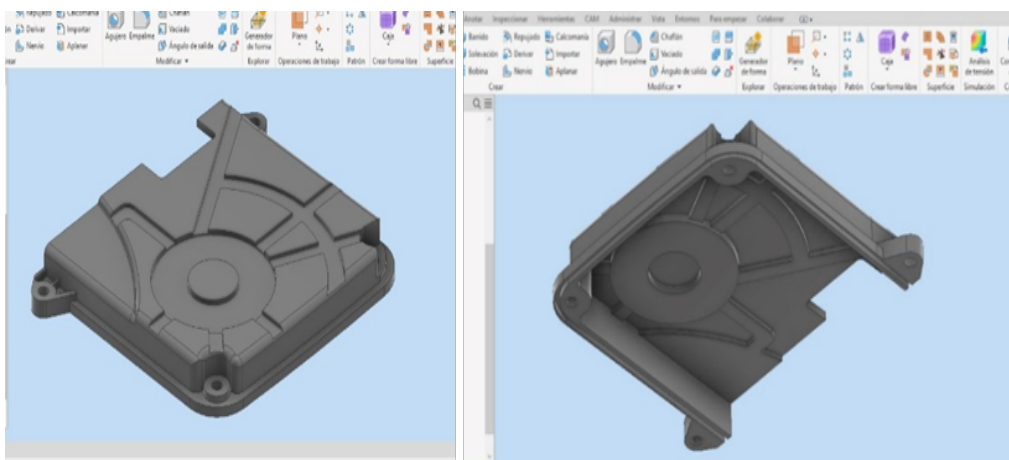 Repujado Calcomanía
Derivar Importar
Nervio Aplanar
Agujero Empalme
Chaflán
Vaciado
Ángulo de salida
Generador
de forma
Plano
Caja
Modificar Explorar Operaciones de trabajo Patrón Crear forma libre Superficie
Anotar Inspeccionar Herramientas CAM Administrar Vista Entornos Para empezar Colaborar
Barrido Repujado Calcomanía
Solevación Derivar Importar
Bobina Nervio Aplanar
Crear
Agujero Empalme
Chaflán
Vaciado
Ángulo de salida
Modificar
Generador
de forma
Explorar
Plano
Operaciones de trabajo
Patrón
Caja
Crear forma libre
Superficie
Análisis
de tensión
Simulación